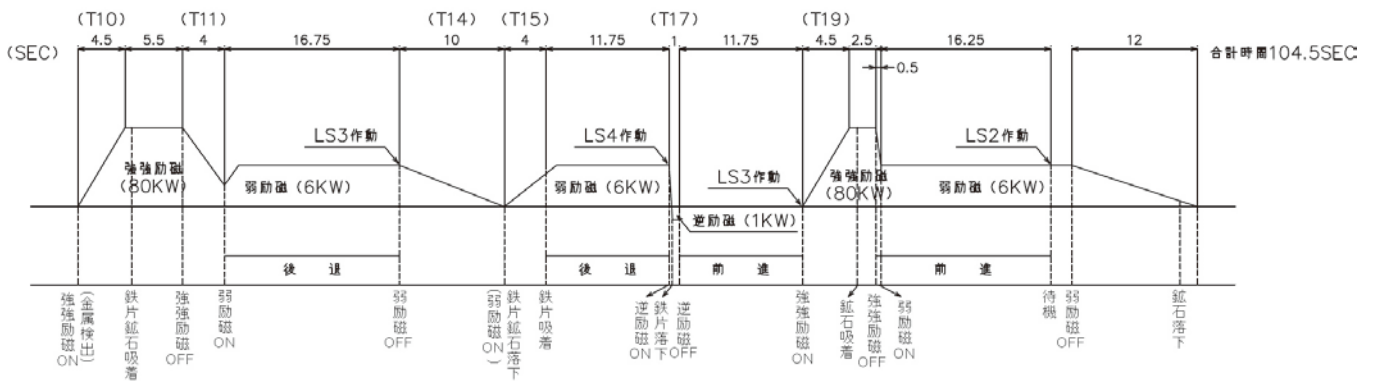 (T10) (T11) (T14) (T15) (T17) (T19)
(SEC) 4.5 5.5 4 16.75 10 4 11.75 1 11.75 4.5 2.5 16.25 12 合計時間104.5SEC
0.5
LS3作動 LS4作動 LS3作動 LS2作動
強強励磁
(80KW)
弱励磁(6KW)
弱励磁(6KW)
逆励磁(1KW)
強強励磁
(80KW)
弱励磁(6KW)
後 退 後 退 前 進 前 進
強強励磁ON
(金属検出)
鉄片鉱石吸着
強強励磁OFF
弱励磁ON
弱励磁OFF
(弱励磁ON)
鉄片鉱石落下
鉄片吸着
逆励磁ON
鉄片落下
逆励磁OFF
強強励磁ON
鉱石吸着
強強励磁OFF
弱励磁ON
待機
弱励磁OFF
鉱石落下